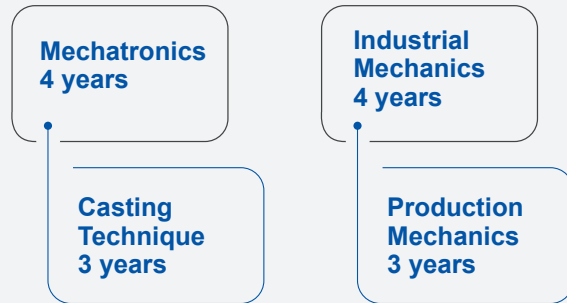 Mechatronics
4 years
Industrial
Mechanics
4 years
Casting
Technique
3 years
Production
Mechanics
3 years